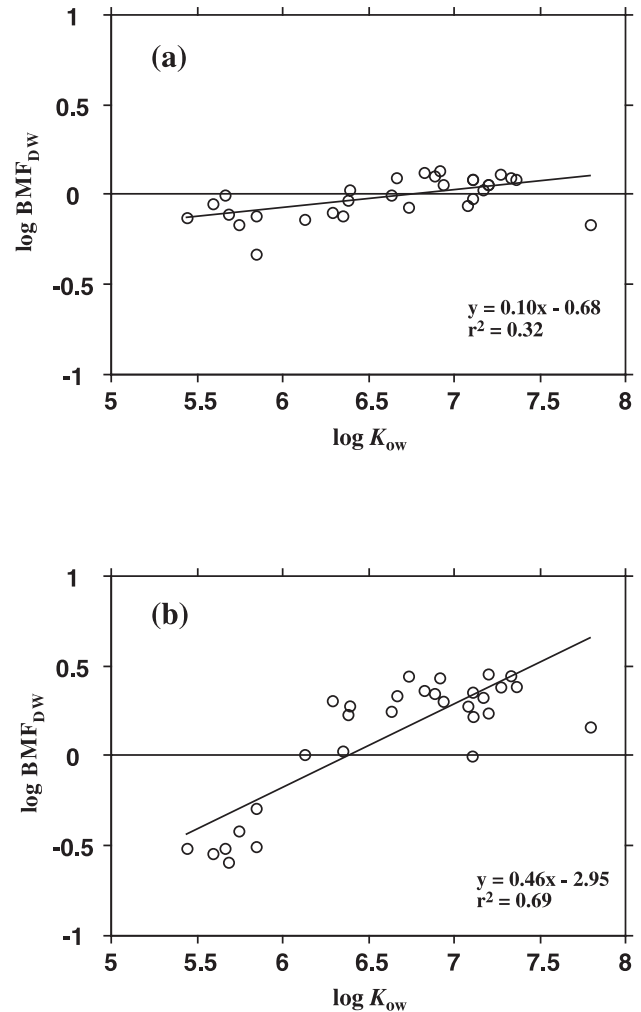 (a)
1
0.5
0
-0.5
-1
log BMF_DW
y = 0.10x - 0.68
r² = 0.32
5 5.5 6 6.5 7 7.5 8
log K_ow
(b)
1
0.5
0
-0.5
-1
log BMF_DW
y = 0.46x - 2.95
r² = 0.69
5 5.5 6 6.5 7 7.5 8
log K_ow